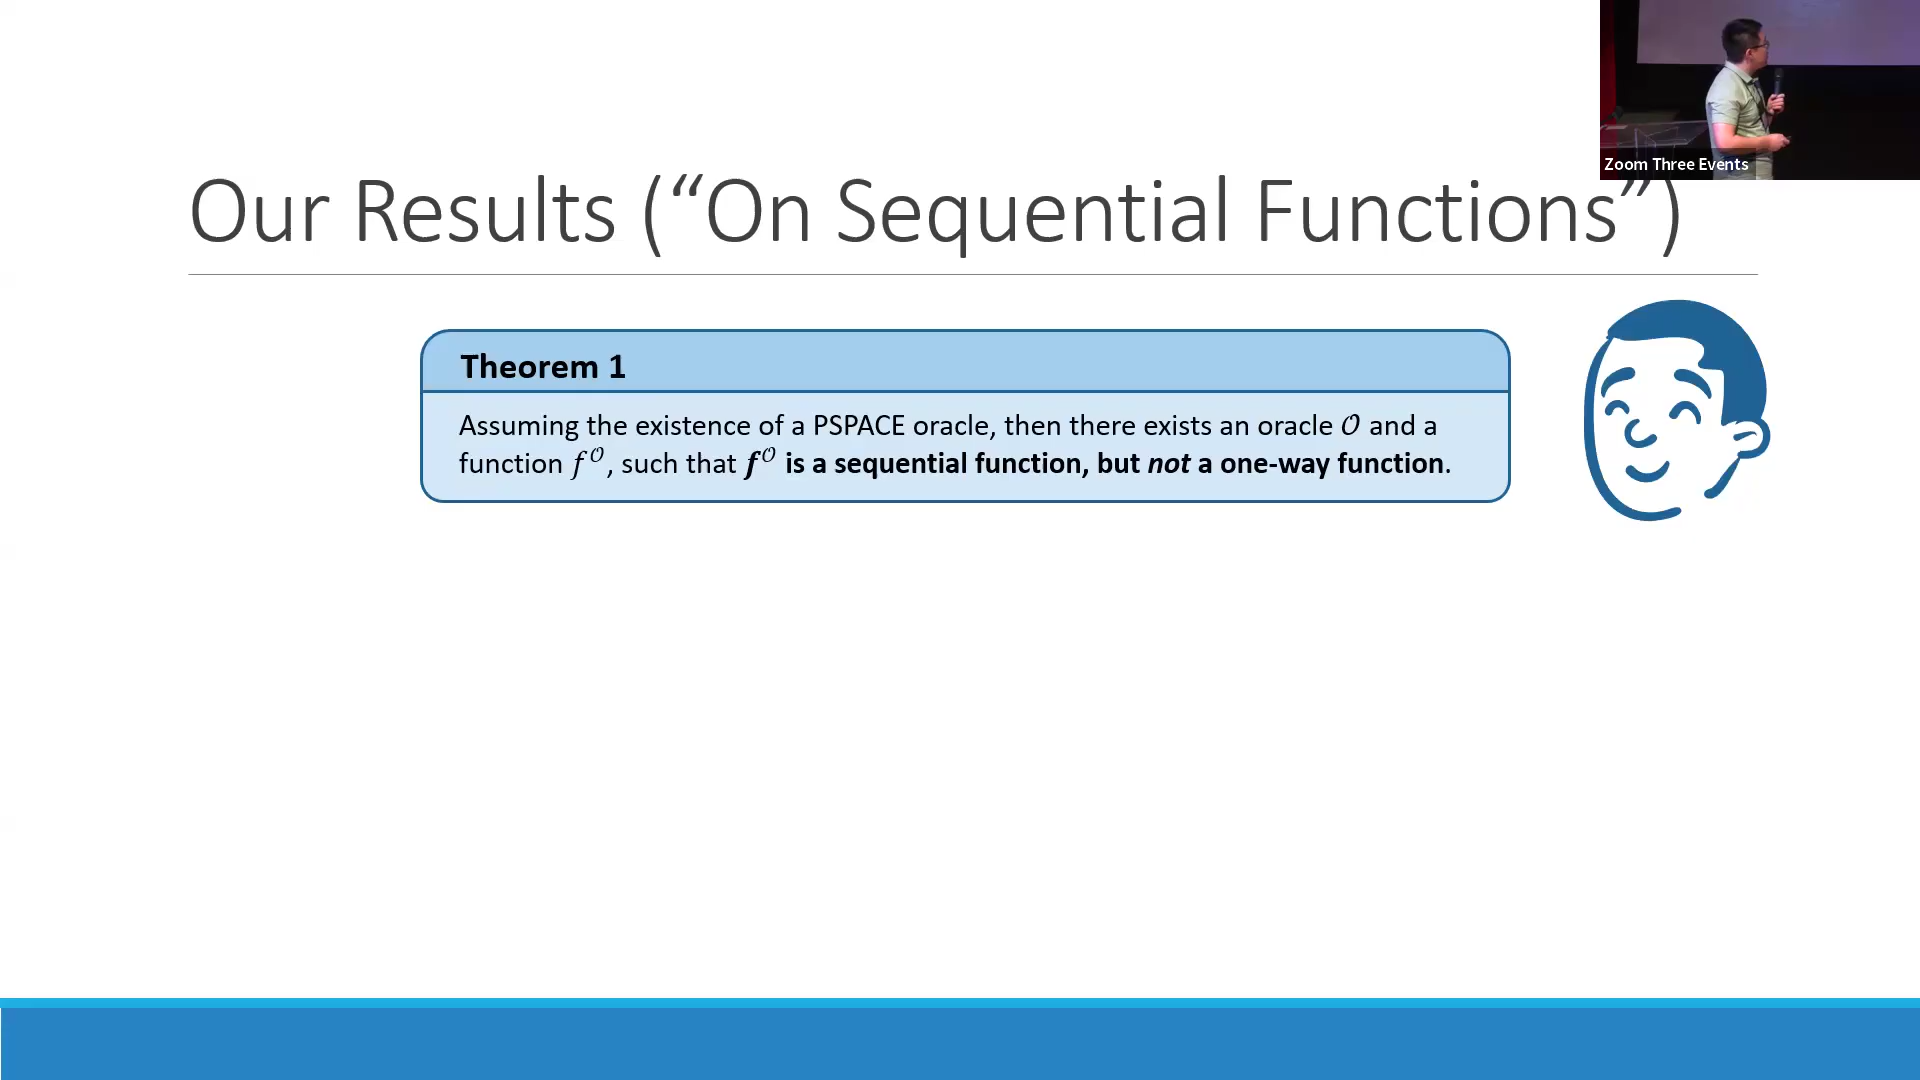 Zoom Three Events
Our Results (“On Sequential Functions”)
Theorem 1
Assuming the existence of a PSPACE oracle, then there exists an oracle 𝒪 and a
function f^𝒪, such that f^𝒪 is a sequential function, but not a one-way function.